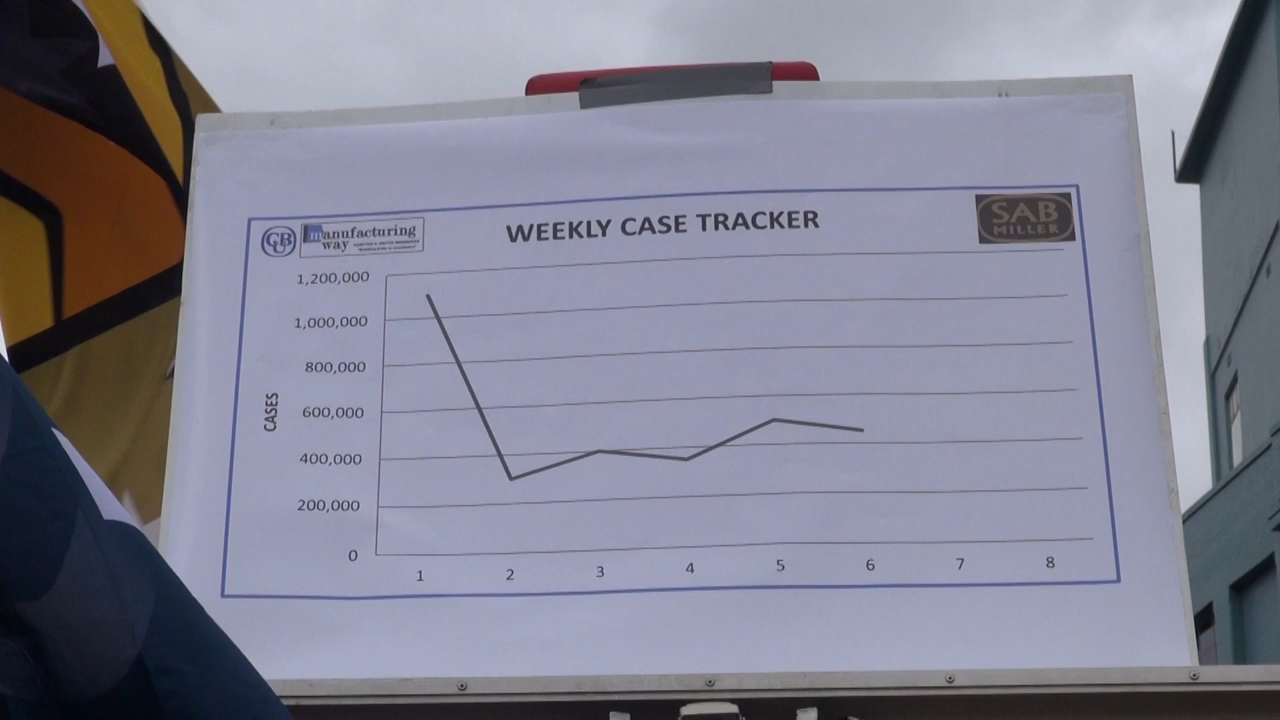 WEEKLY CASE TRACKER
CUB
manufacturing
way
SAB
MILLER
CASES
1,200,000
1,000,000
800,000
600,000
400,000
200,000
0
1 2 3 4 5 6 7 8